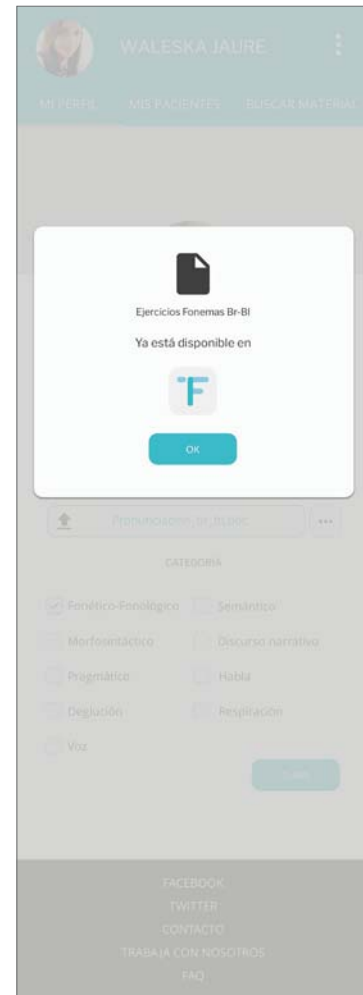 WALESKA JAURE
MI PERFIL MIS PACIENTES BUSCAR MATERIAL
Ejercicios Fonemas Br-Bl
Ya está disponible en
TF
OK
Pronunciacion_br_bl.doc ...
CATEGORÍA
Fonético-Fonológico Semántico
Morfosintáctico Discurso narrativo
Pragmático Habla
Deglución Respiración
Voz
FACEBOOK
TWITTER
CONTACTO
TRABAJA CON NOSOTROS
FAQ